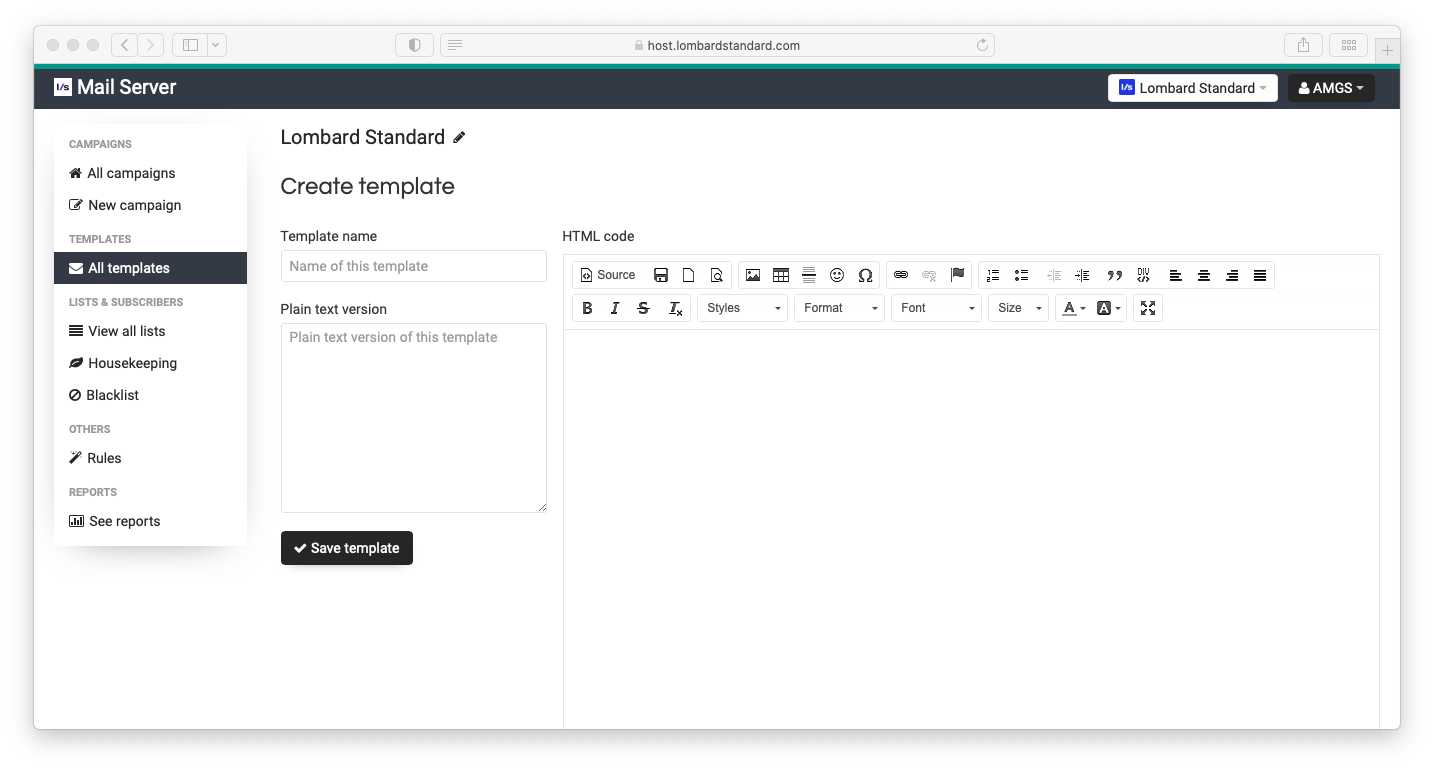 host.lombardstandard.com
l/s Mail Server
l/s Lombard Standard
AMGS
CAMPAIGNS
All campaigns
New campaign
TEMPLATES
All templates
LISTS & SUBSCRIBERS
View all lists
Housekeeping
Blacklist
OTHERS
Rules
REPORTS
See reports
Lombard Standard
Create template
Template name
Name of this template
Plain text version
Plain text version of this template
Save template
HTML code
Source Ω DIV
B I S Tx Styles Format Font Size A A